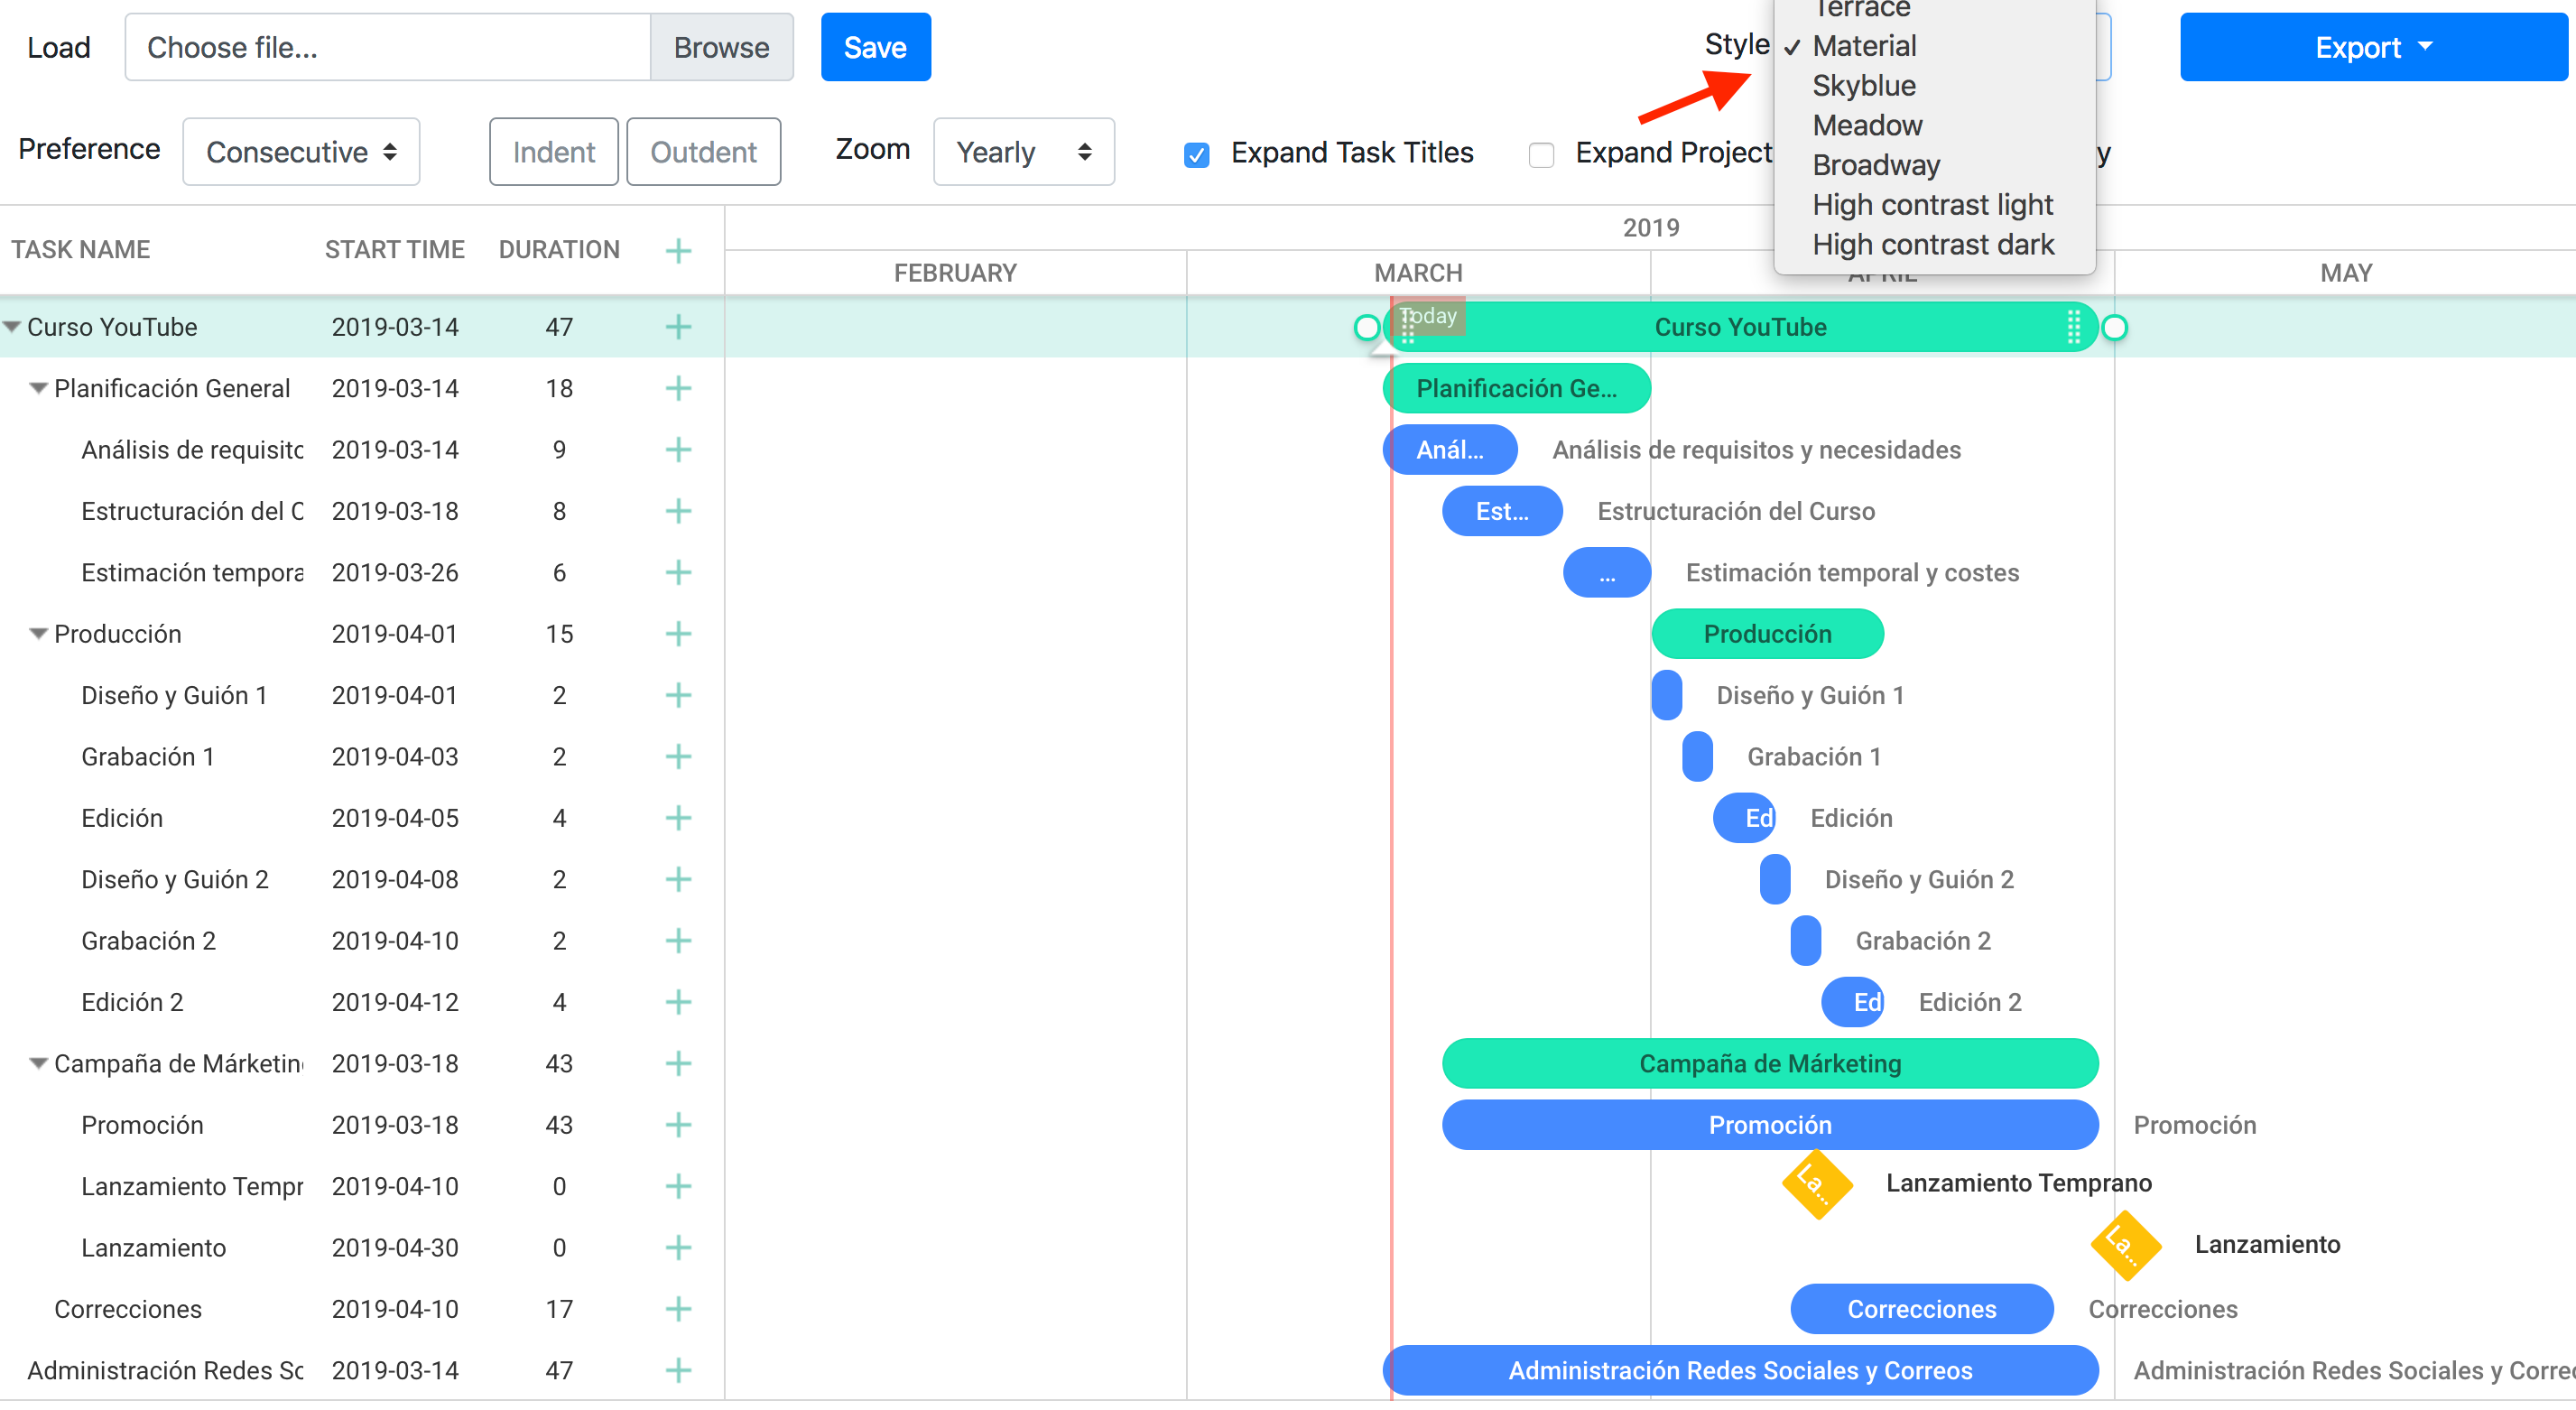 Load Choose file... Browse Save Style Export
Terrace
✓ Material
Skyblue
Meadow
Broadway
High contrast light
High contrast dark
Preference Consecutive Indent Outdent Zoom Yearly Expand Task Titles Expand Project y
TASK NAME START TIME DURATION + 2019
FEBRUARY MARCH APRIL MAY
Curso YouTube 2019-03-14 47 + Today Curso YouTube
Planificación General 2019-03-14 18 + Planificación Ge...
Análisis de requisito 2019-03-14 9 + Anál... Análisis de requisitos y necesidades
Estructuración del C 2019-03-18 8 + Est... Estructuración del Curso
Estimación tempora 2019-03-26 6 + ... Estimación temporal y costes
Producción 2019-04-01 15 + Producción
Diseño y Guión 1 2019-04-01 2 + Diseño y Guión 1
Grabación 1 2019-04-03 2 + Grabación 1
Edición 2019-04-05 4 + Ed Edición
Diseño y Guión 2 2019-04-08 2 + Diseño y Guión 2
Grabación 2 2019-04-10 2 + Grabación 2
Edición 2 2019-04-12 4 + Ed Edición 2
Campaña de Márketin 2019-03-18 43 + Campaña de Márketing
Promoción 2019-03-18 43 + Promoción Promoción
Lanzamiento Tempr 2019-04-10 0 + La... Lanzamiento Temprano
Lanzamiento 2019-04-30 0 + La... Lanzamiento
Correcciones 2019-04-10 17 + Correcciones Correcciones
Administración Redes Sc 2019-03-14 47 + Administración Redes Sociales y Correos Administración Redes Sociales y Corre